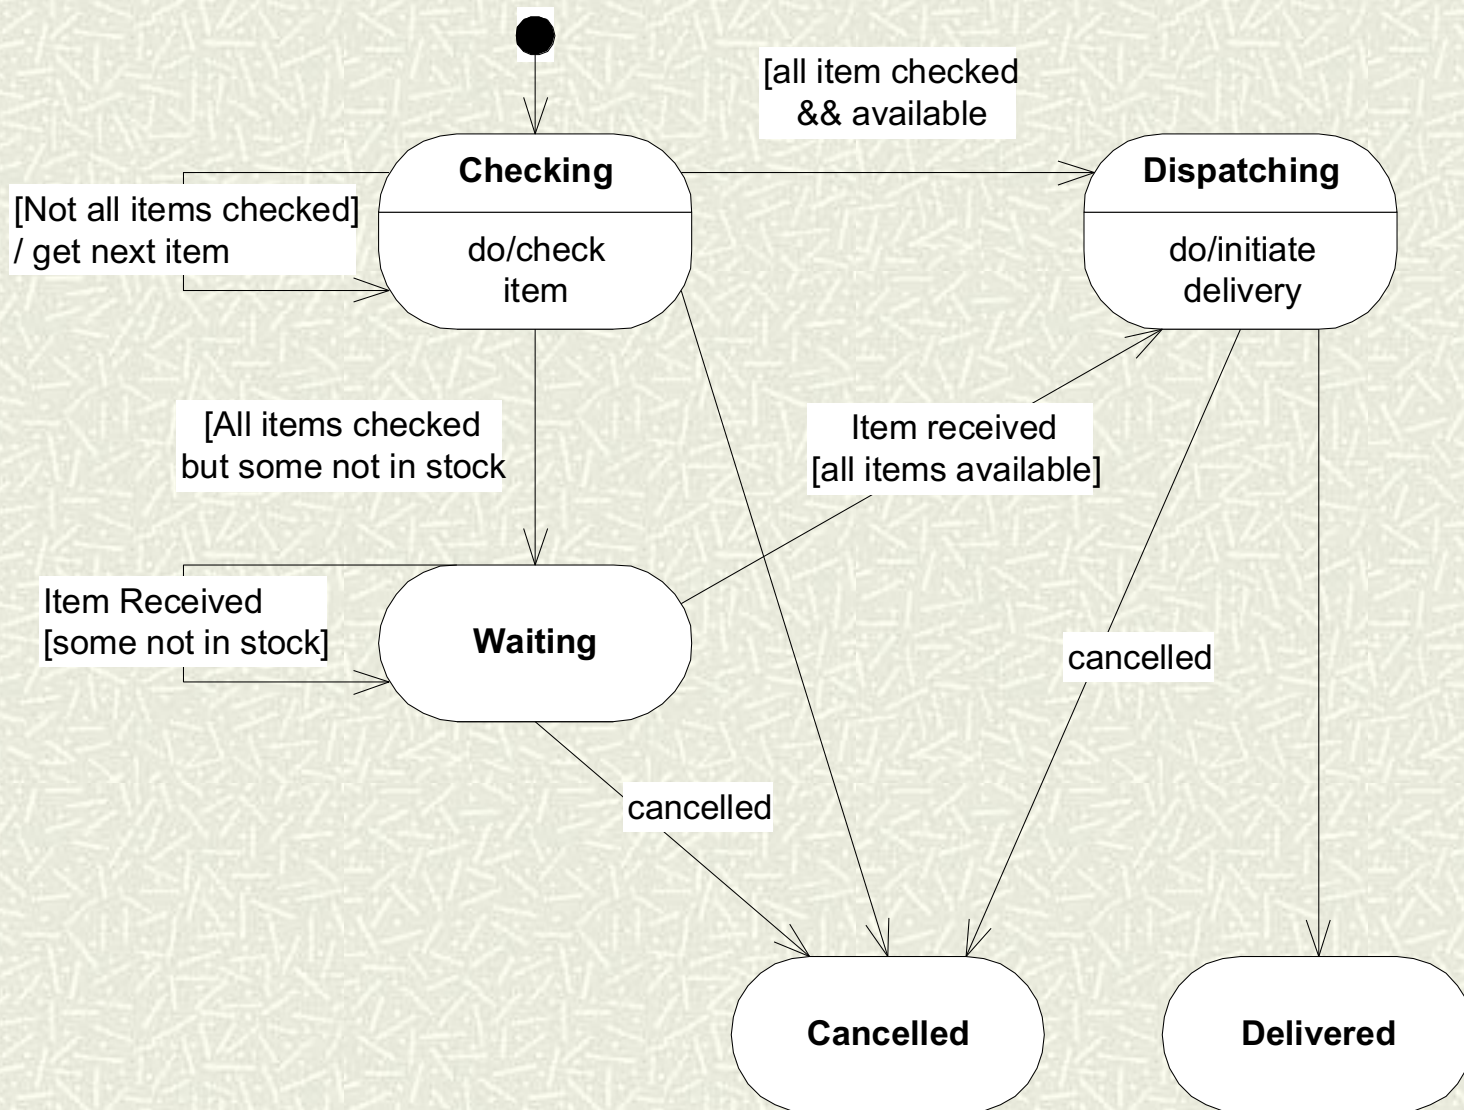 [all item checked
&& available
Checking
Dispatching
[Not all items checked]
/ get next item
do/check
item
do/initiate
delivery
[All items checked
but some not in stock
Item received
[all items available]
Item Received
[some not in stock]
Waiting
cancelled
cancelled
Cancelled
Delivered